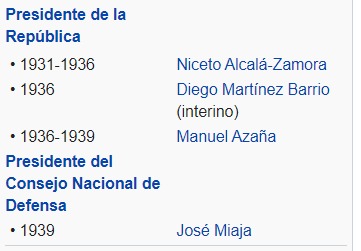 Presidente de la
República
• 1931-1936 Niceto Alcalá-Zamora
• 1936 Diego Martínez Barrio
(interino)
• 1936-1939 Manuel Azaña
Presidente del
Consejo Nacional de
Defensa
• 1939 José Miaja